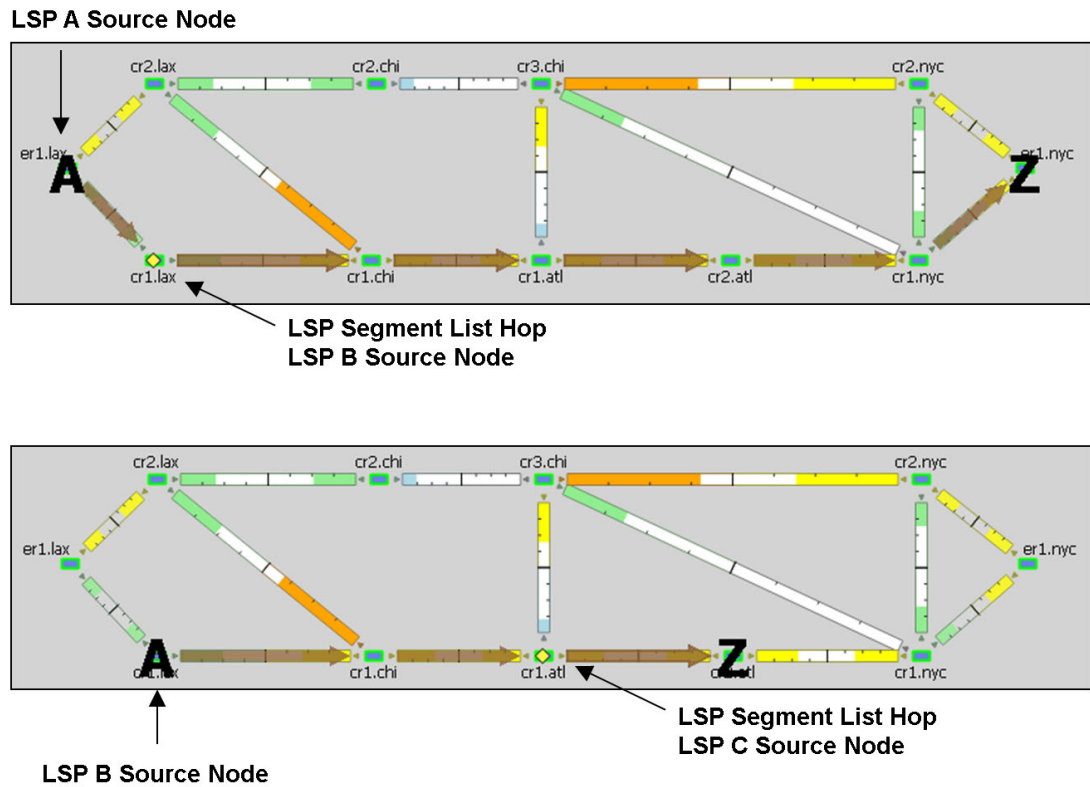 LSP A Source Node
cr2.lax cr2.chi cr3.chi cr2.nyc
er1.lax er1.nyc
A Z
cr1.lax cr1.chi cr1.atl cr2.atl cr1.nyc
LSP Segment List Hop
LSP B Source Node
cr2.lax cr2.chi cr3.chi cr2.nyc
er1.lax er1.nyc
A Z
cr1.chi cr1.atl cr1.nyc
LSP Segment List Hop
LSP C Source Node
LSP B Source Node